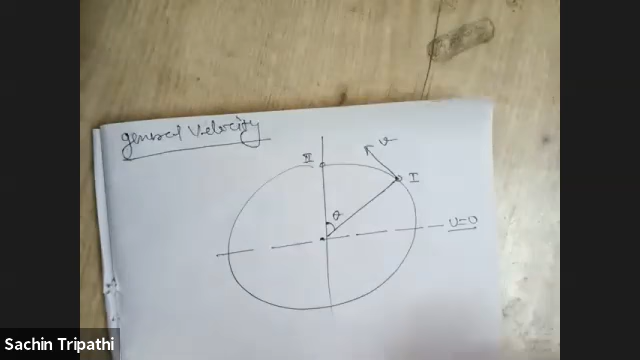 general Velocity
II
v
I
θ
U=0
Sachin Tripathi